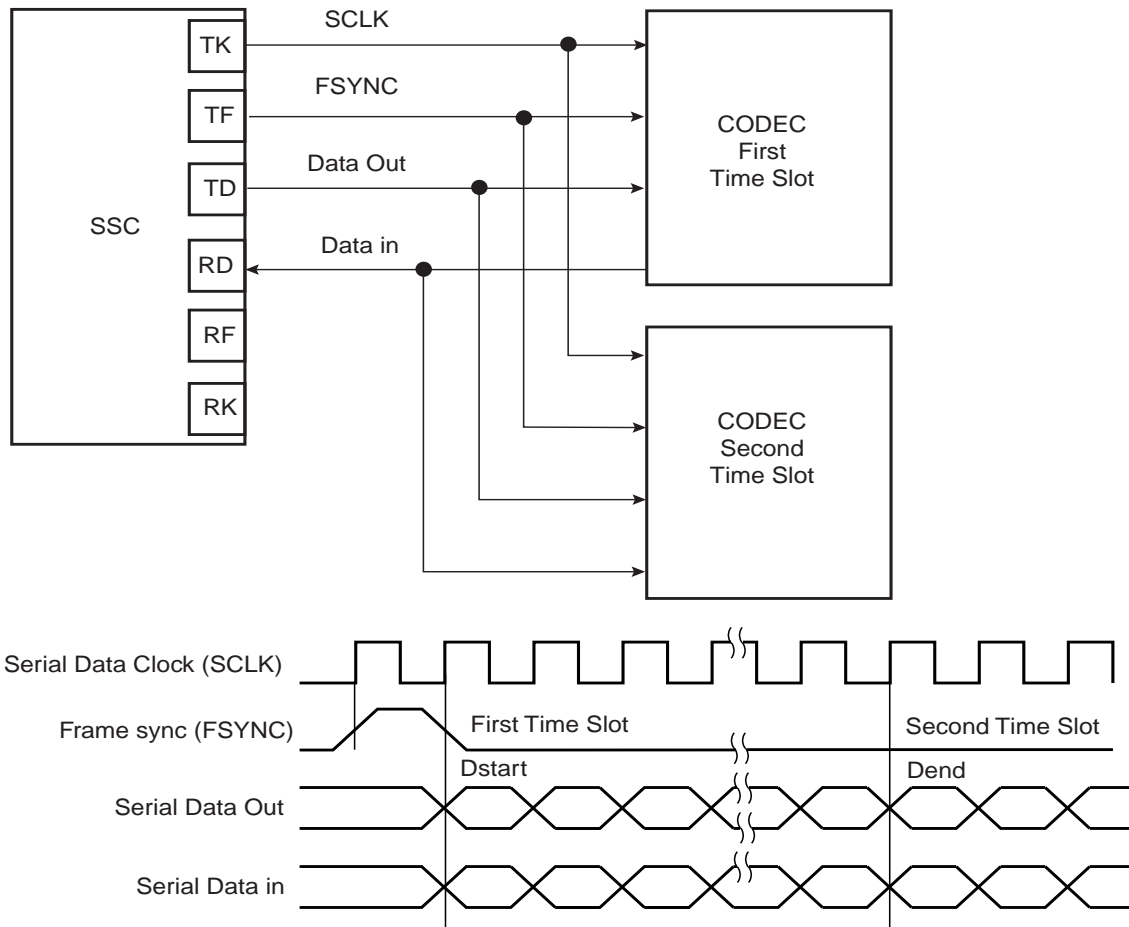 SSC
TK
TF
TD
RD
RF
RK
SCLK
FSYNC
Data Out
Data in
CODEC
First
Time Slot
CODEC
Second
Time Slot
Serial Data Clock (SCLK)
Frame sync (FSYNC)
First Time Slot
Second Time Slot
Dstart
Dend
Serial Data Out
Serial Data in